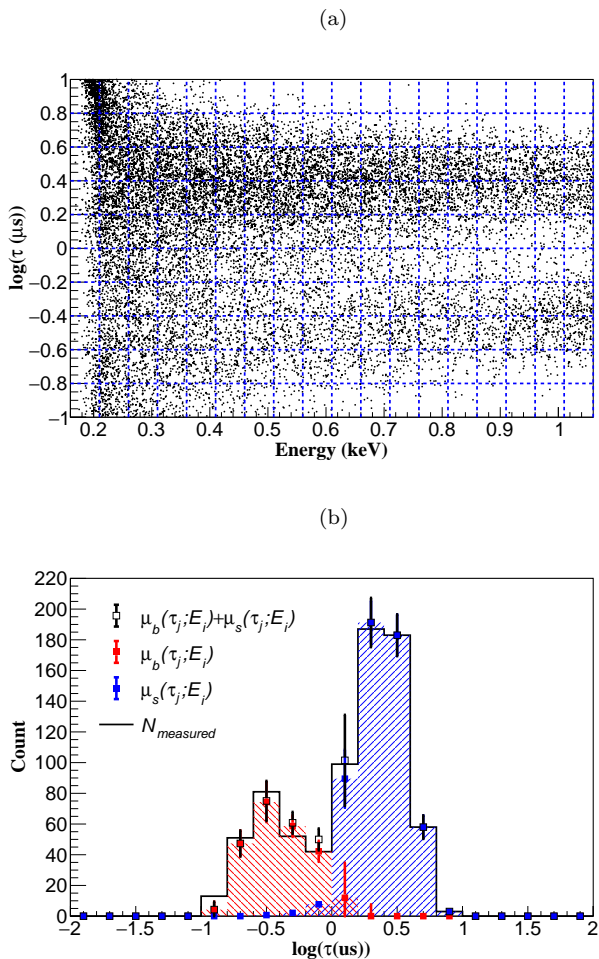 (a)
log(τ (μs))
1
0.8
0.6
0.4
0.2
0
−0.2
−0.4
−0.6
−0.8
−1
0.2 0.3 0.4 0.5 0.6 0.7 0.8 0.9 1
Energy (keV)
(b)
Count
220
200
180
160
140
120
100
80
60
40
20
0
μb(τj;Ei)+μs(τj;Ei)
μb(τj;Ei)
μs(τj;Ei)
Nmeasured
−2 −1.5 −1 −0.5 0 0.5 1 1.5 2
log(τ(us))